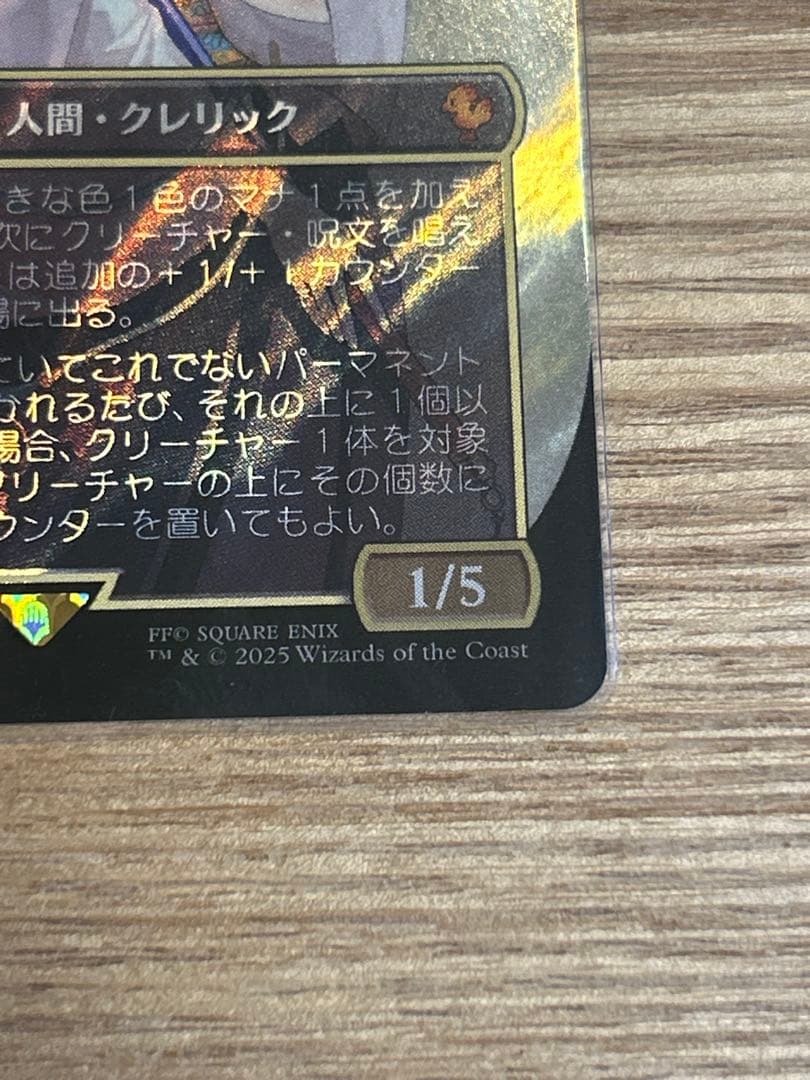 人間・クレリック
きな色1色のマナ1点を加え
次にクリーチャー・呪文を唱え
は追加の+1/+1カウンター
場に出る。
いてこれでないパーマネント
かれるたび、それの上に1個以
場合、クリーチャー1体を対象
クリーチャーの上にその個数に
ウンターを置いてもよい。
1/5
FF© SQUARE ENIX
™ & © 2025 Wizards of the Coast